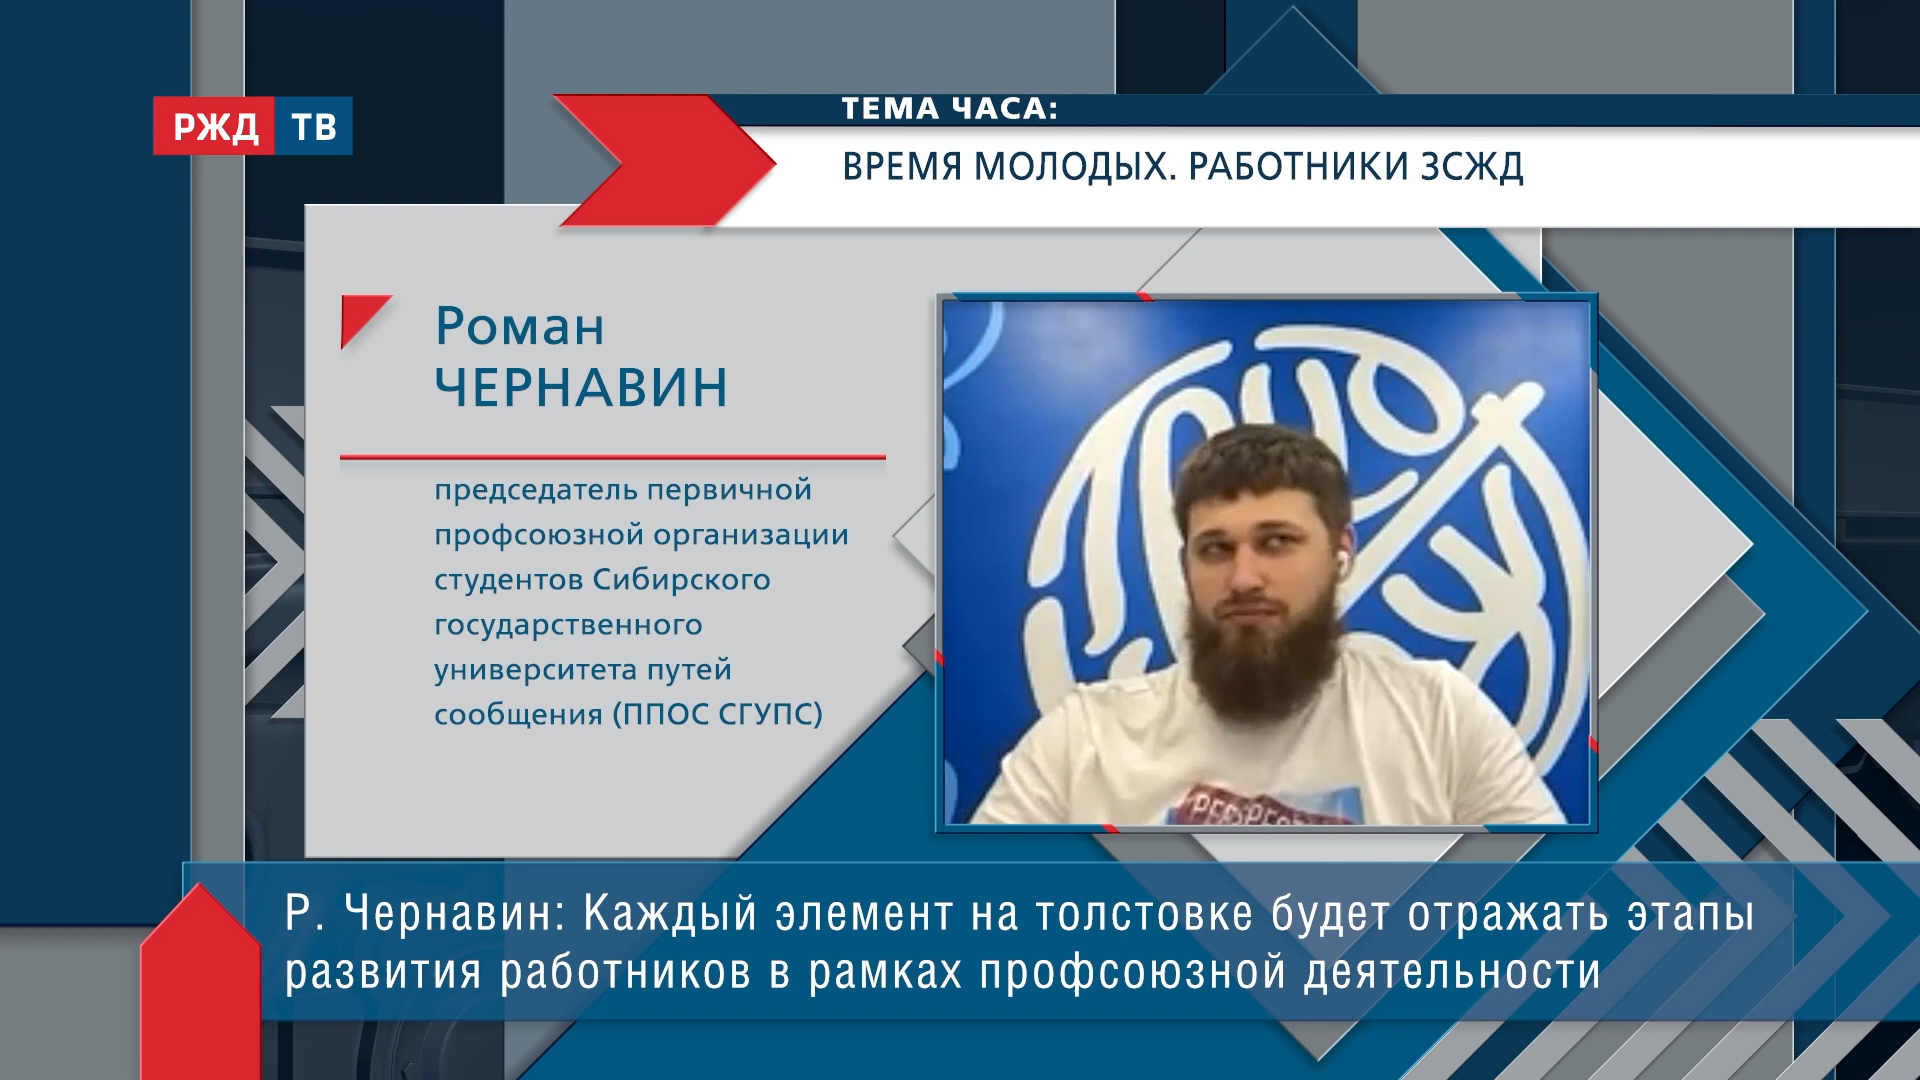 РЖД ТВ
ТЕМА ЧАСА:
ВРЕМЯ МОЛОДЫХ. РАБОТНИКИ ЗСЖД
Роман
ЧЕРНАВИН
председатель первичной
профсоюзной организации
студентов Сибирского
государственного
университета путей
сообщения (ППОС СГУПС)
Р. Чернавин: Каждый элемент на толстовке будет отражать этапы
развития работников в рамках профсоюзной деятельности